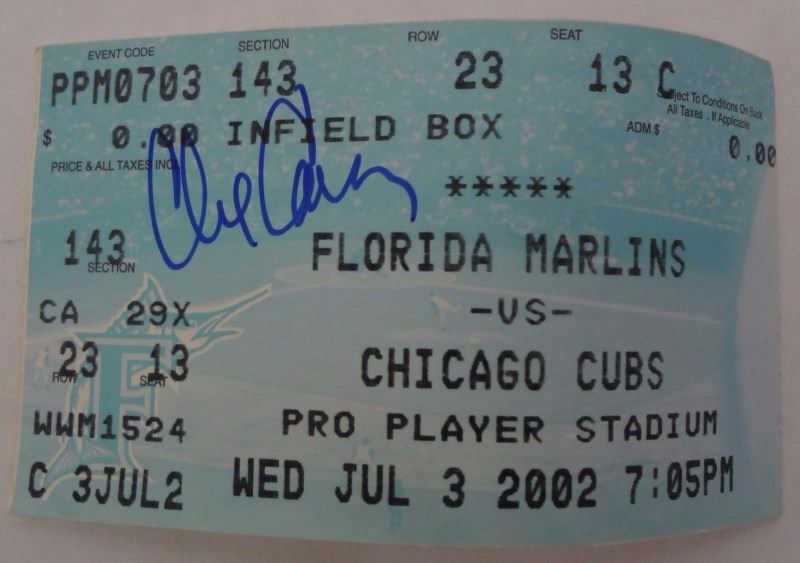 EVENT CODE SECTION ROW SEAT
PPM0703 143 23 13 C
Subject To Conditions On Back
All Taxes . If Applicable
$ 0.00 INFIELD BOX ADM $ 0.00
PRICE & ALL TAXES INCL.
*****
143 FLORIDA MARLINS
SECTION
CA 29X -VS-
23 13 CHICAGO CUBS
ROW SEAT
F
WWM1524 PRO PLAYER STADIUM
C 3JUL2 WED JUL 3 2002 7:05PM